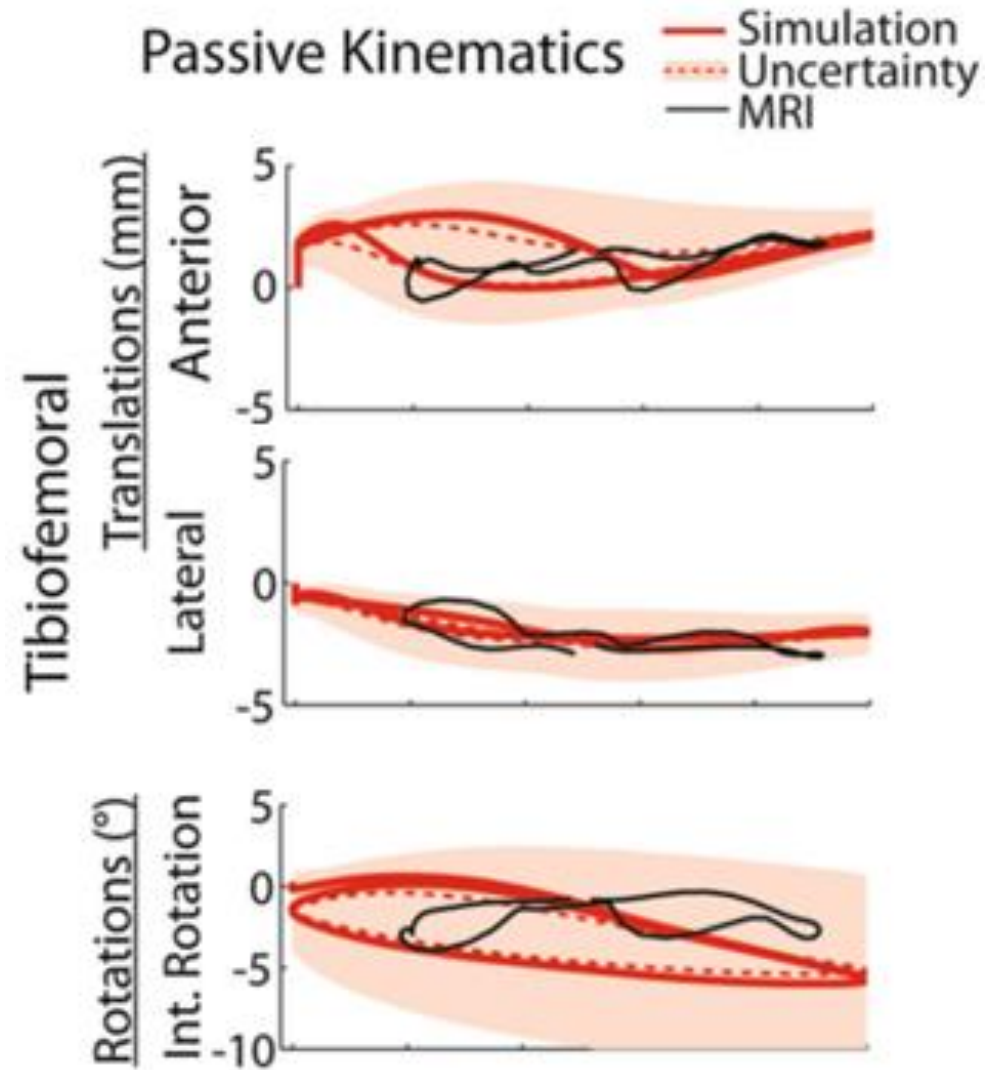 Passive Kinematics
Simulation
Uncertainty
MRI
Tibiofemoral
Translations (mm)
Anterior
5
0
-5
Lateral
5
0
-5
Rotations (°)
Int. Rotation
5
0
-5
-10